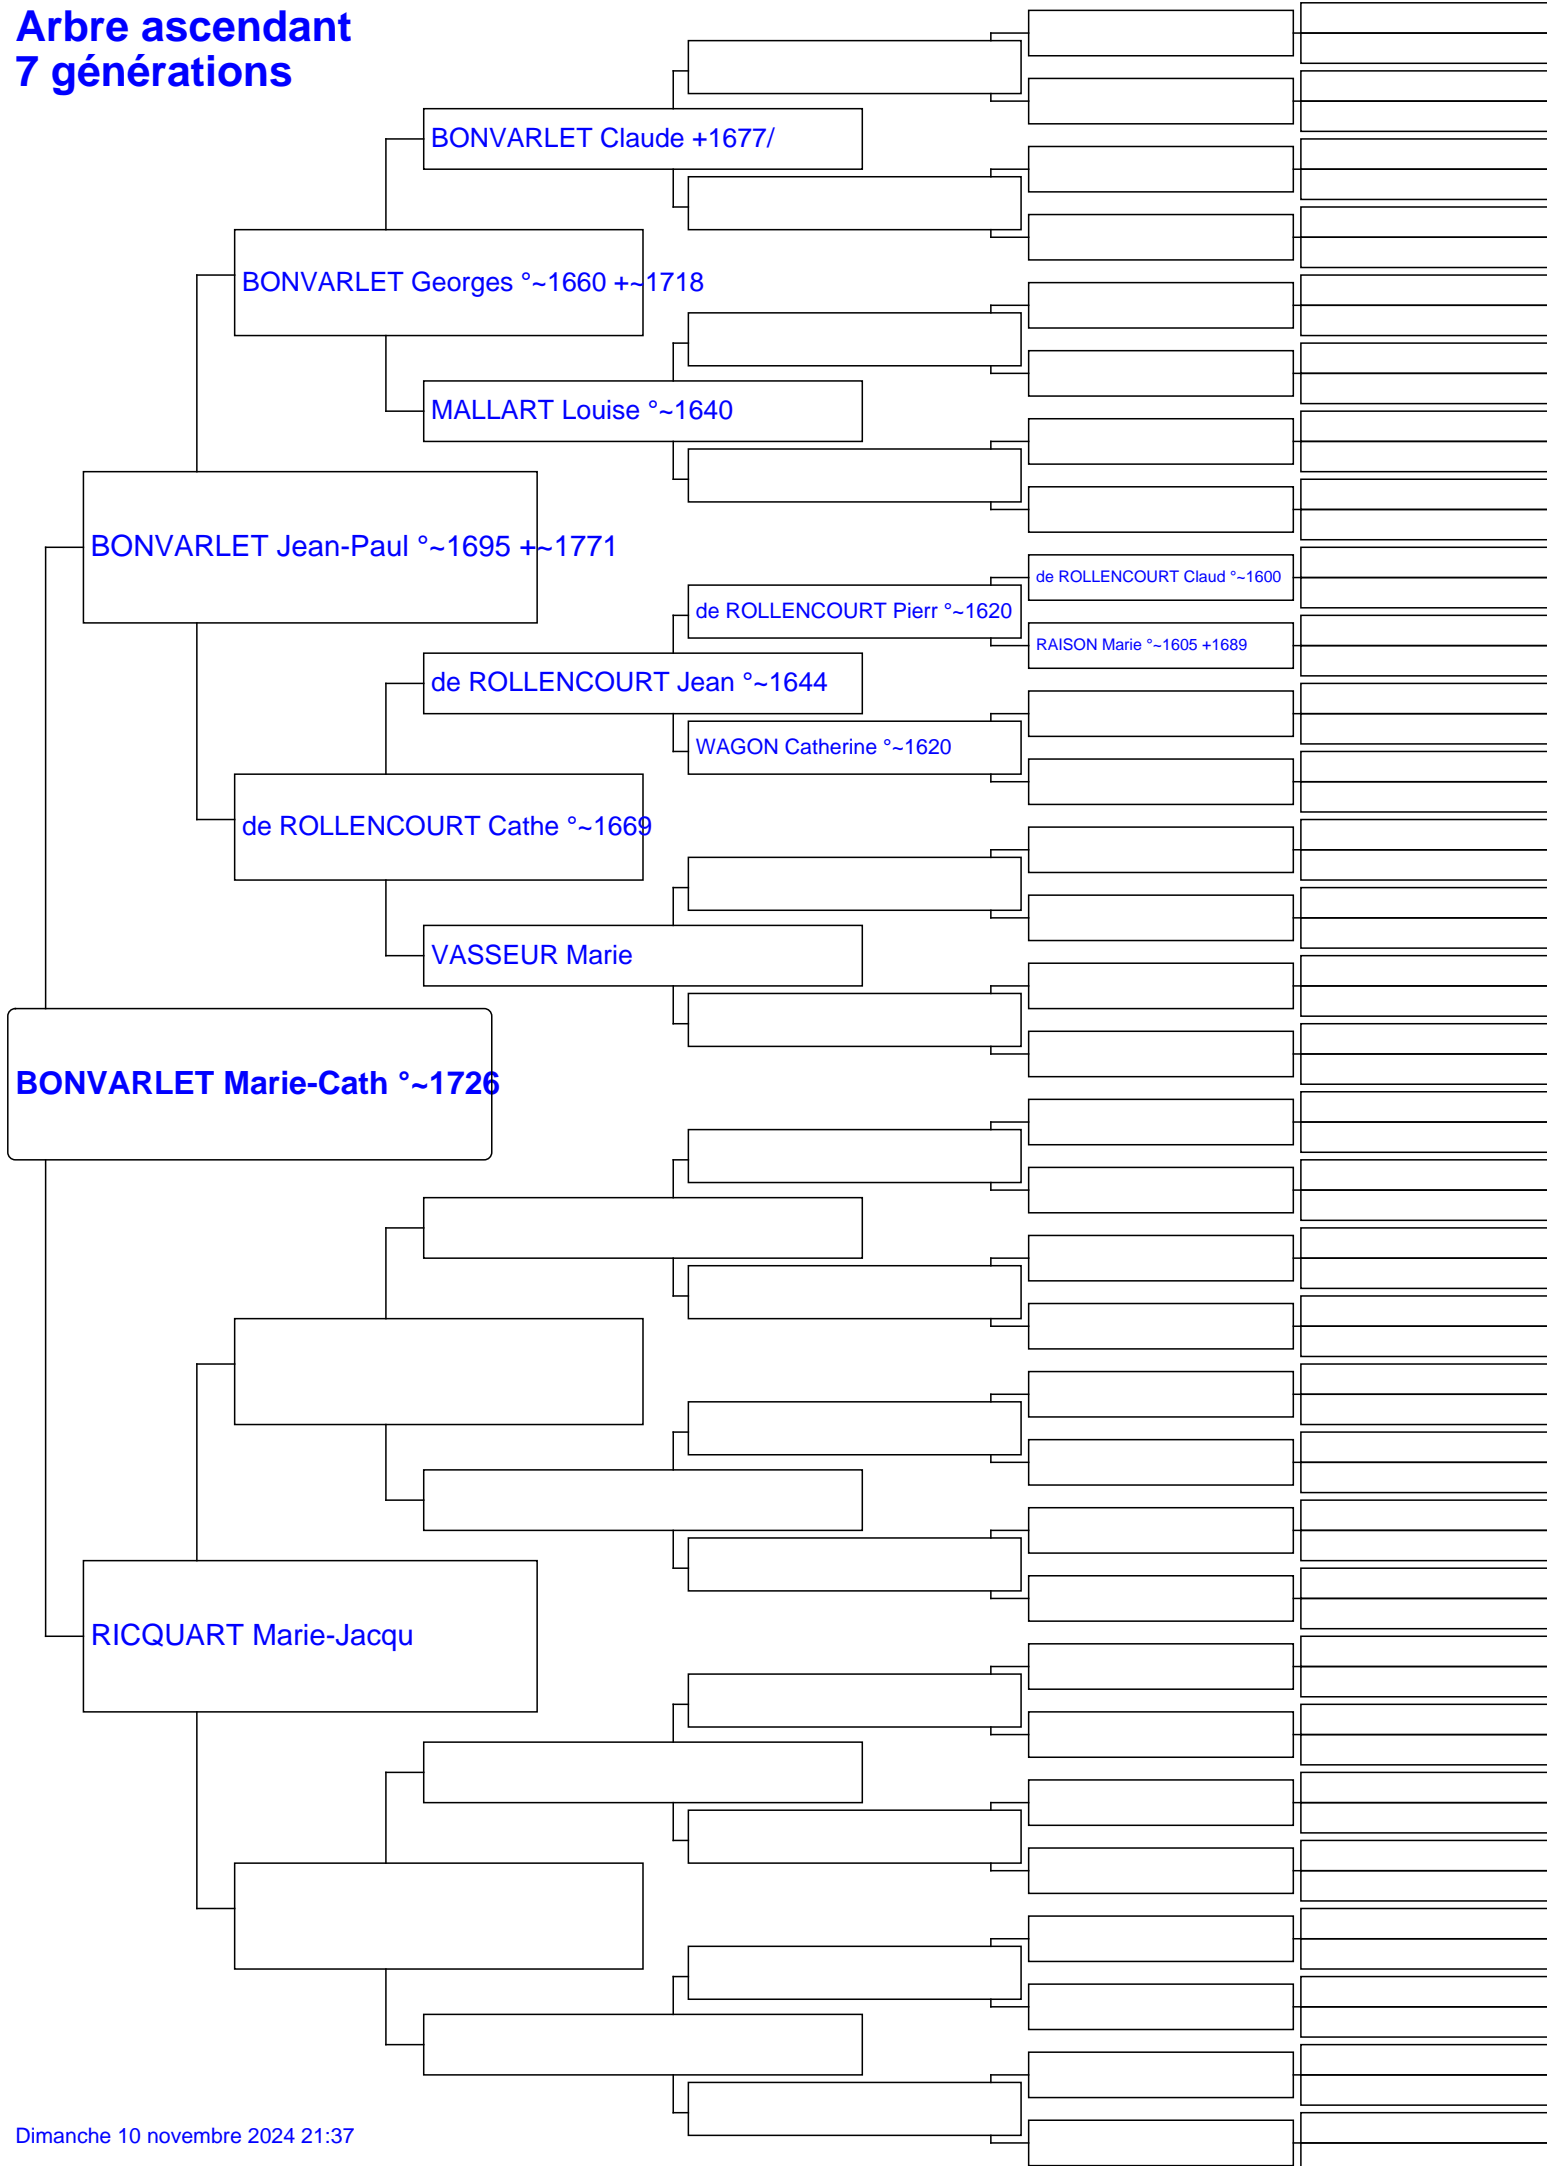 Arbre ascendant
7 générations
BONVARLET Claude +1677/
BONVARLET Georges °~1660 +~1718
MALLART Louise °~1640
BONVARLET Jean-Paul °~1695 +~1771
de ROLLENCOURT Claud °~1600
de ROLLENCOURT Pierr °~1620
RAISON Marie °~1605 +1689
de ROLLENCOURT Jean °~1644
WAGON Catherine °~1620
de ROLLENCOURT Cathe °~1669
VASSEUR Marie
BONVARLET Marie-Cath °~1726
RICQUART Marie-Jacqu
Dimanche 10 novembre 2024 21:37